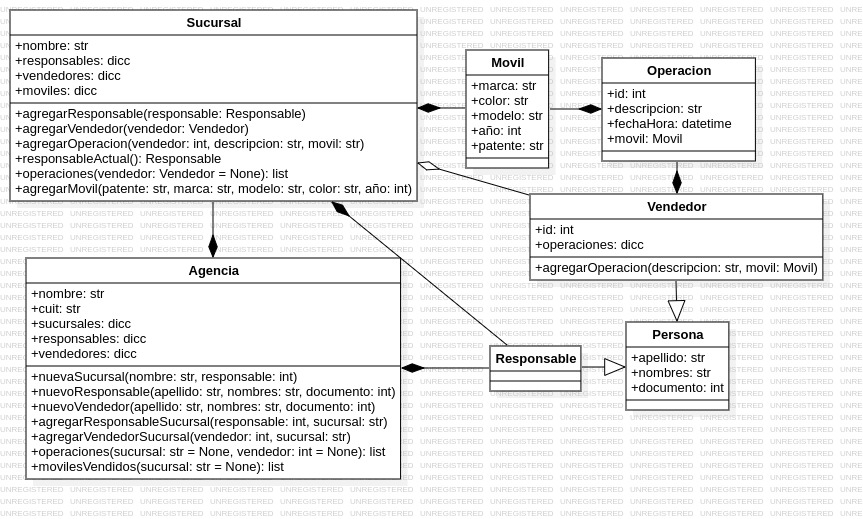 Sucursal
+nombre: str
+responsables: dicc
+vendedores: dicc
+moviles: dicc
+agregarResponsable(responsable: Responsable)
+agregarVendedor(vendedor: Vendedor)
+agregarOperacion(vendedor: int, descripcion: str, movil: str)
+responsableActual(): Responsable
+operaciones(vendedor: Vendedor = None): list
+agregarMovil(patente: str, marca: str, modelo: str, color: str, año: int)
Movil
+marca: str
+color: str
+modelo: str
+año: int
+patente: str
Operacion
+id: int
+descripcion: str
+fechaHora: datetime
+movil: Movil
Vendedor
+id: int
+operaciones: dicc
+agregarOperacion(descripcion: str, movil: Movil)
Agencia
+nombre: str
+cuit: str
+sucursales: dicc
+responsables: dicc
+vendedores: dicc
+nuevaSucursal(nombre: str, responsable: int)
+nuevoResponsable(apellido: str, nombres: str, documento: int)
+nuevoVendedor(apellido: str, nombres: str, documento: int)
+agregarResponsableSucursal(responsable: int, sucursal: str)
+agregarVendedorSucursal(vendedor: int, sucursal: str)
+operaciones(sucursal: str = None, vendedor: int = None): list
+movilesVendidos(sucursal: str = None): list
Responsable
Persona
+apellido: str
+nombres: str
+documento: int
UNREGISTERED